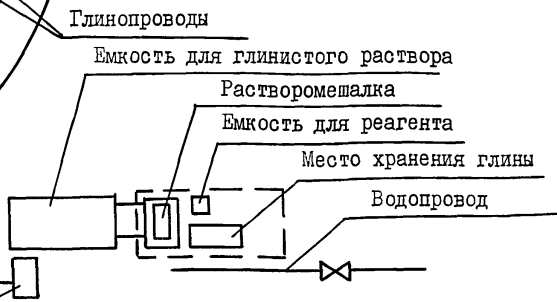 Глинопроводы
Емкость для глинистого раствора
Растворомешалка
Емкость для реагента
Место хранения глины
Водопровод